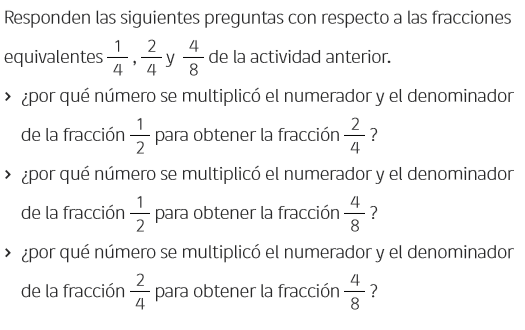 Responden las siguientes preguntas con respecto a las fracciones
equivalentes 1/4 , 2/4 y 4/8 de la actividad anterior.
> ¿por qué número se multiplicó el numerador y el denominador
de la fracción 1/2 para obtener la fracción 2/4 ?
> ¿por qué número se multiplicó el numerador y el denominador
de la fracción 1/2 para obtener la fracción 4/8 ?
> ¿por qué número se multiplicó el numerador y el denominador
de la fracción 2/4 para obtener la fracción 4/8 ?